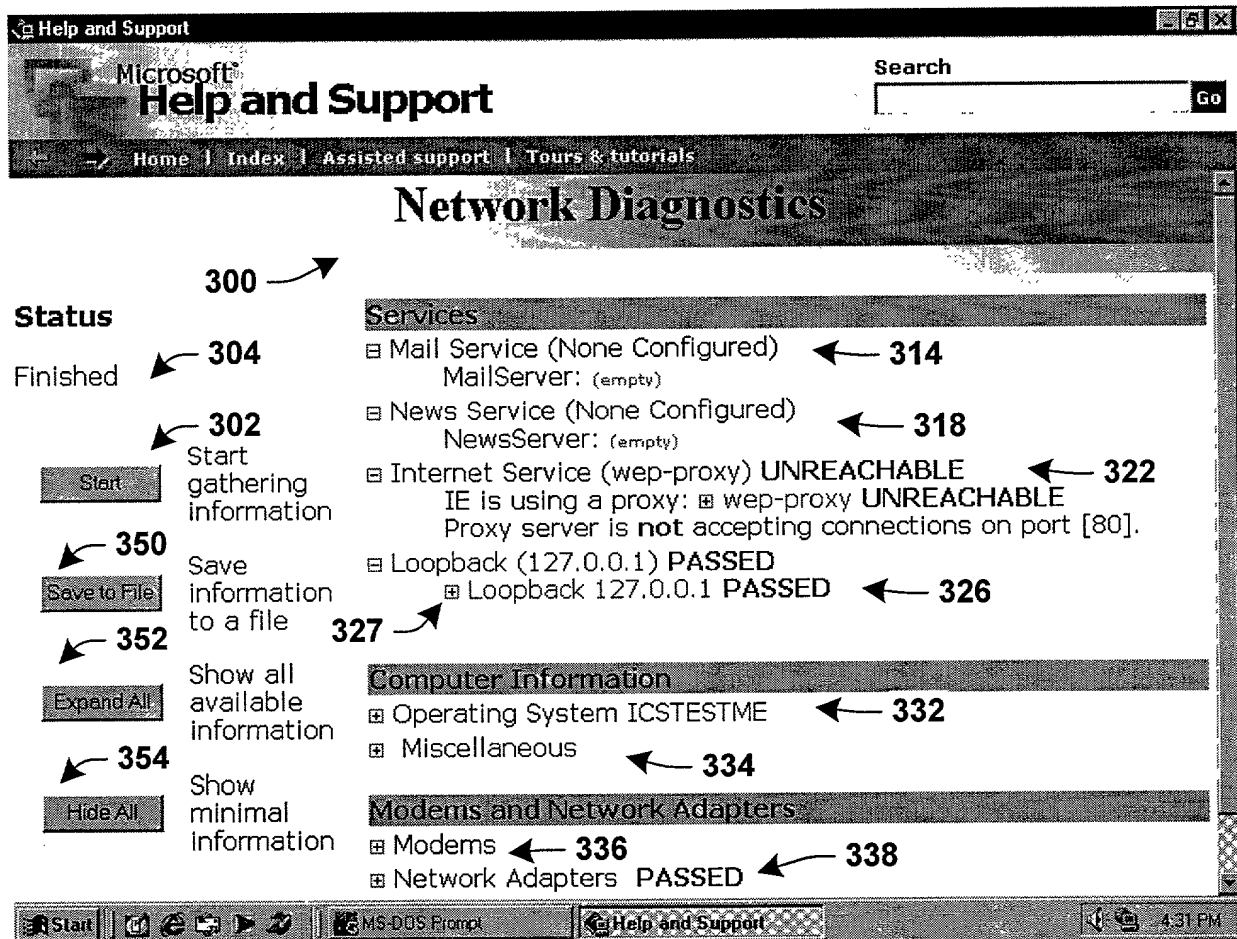 Help and Support
Microsoft
Help and Support
Search
Go
Home | Index | Assisted support | Tours & tutorials
Network Diagnostics
300
Status
304
Finished
302
Start
Start gathering information
350
Save to File
Save information to a file
352
Expand All
Show all available information
354
Hide All
Show minimal information
Services
Mail Service (None Configured)
314
MailServer: (empty)
News Service (None Configured)
318
NewsServer: (empty)
Internet Service (wep-proxy) UNREACHABLE
322
IE is using a proxy: wep-proxy UNREACHABLE
Proxy server is not accepting connections on port [80].
Loopback (127.0.0.1) PASSED
Loopback 127.0.0.1 PASSED
326
327
Computer Information
Operating System ICSTESTME
332
Miscellaneous
334
Modems and Network Adapters
Modems
336
Network Adapters PASSED
338
Start
MS-DOS Prompt
Help and Support
4:31 PM